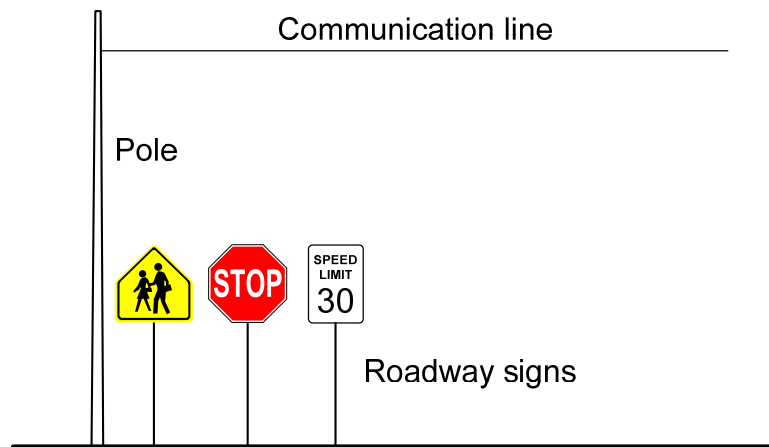 Communication line
Pole
STOP
SPEED
LIMIT
30
Roadway signs